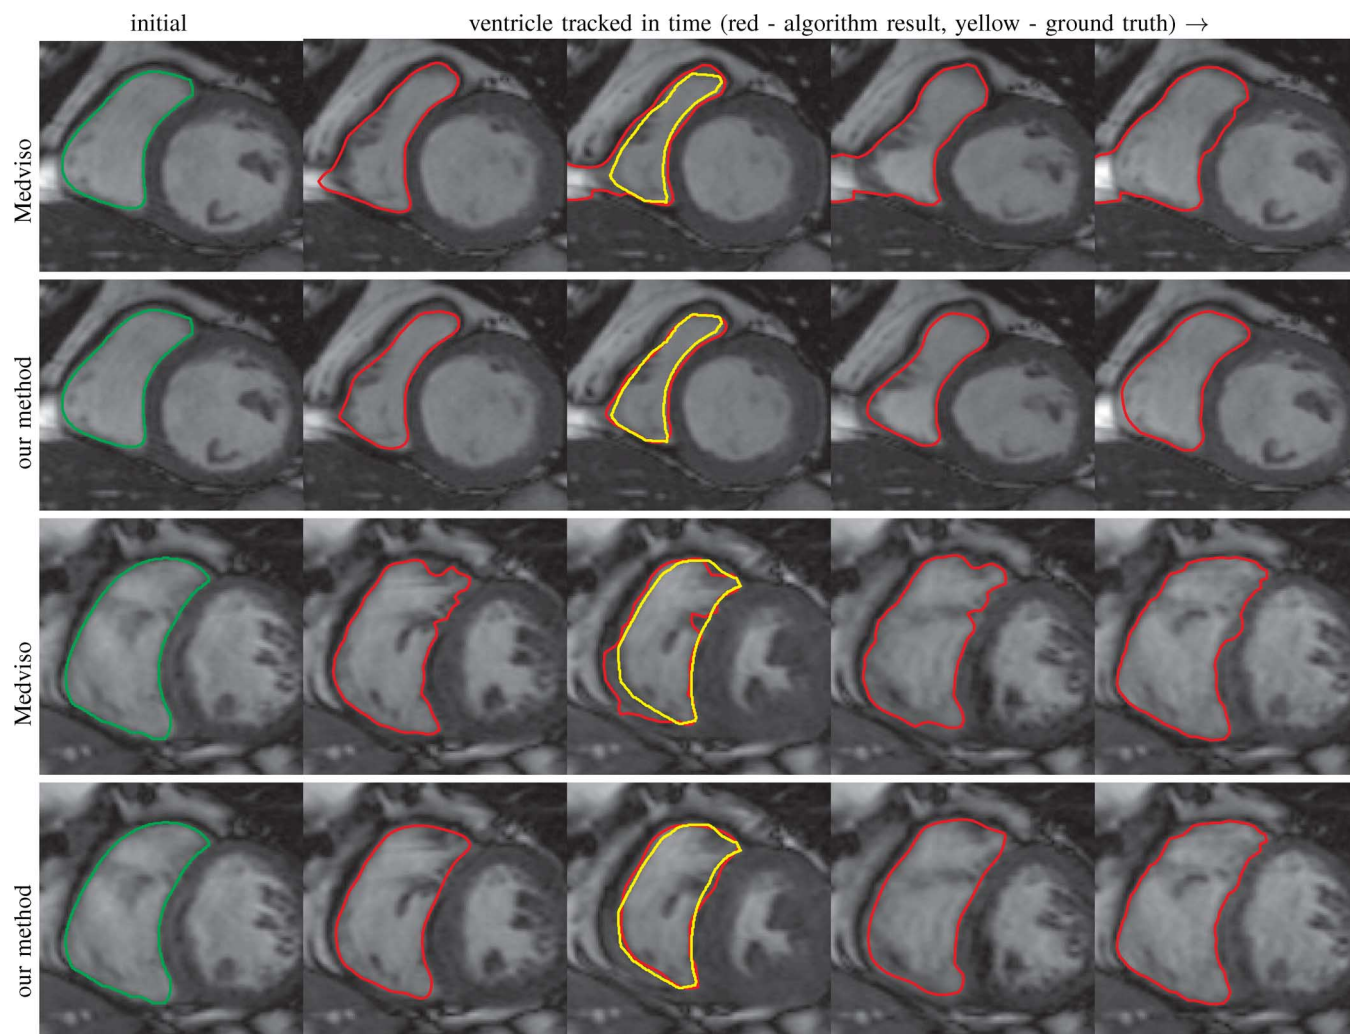 initial
ventricle tracked in time (red - algorithm result, yellow - ground truth) →
Medviso
our method
Medviso
our method